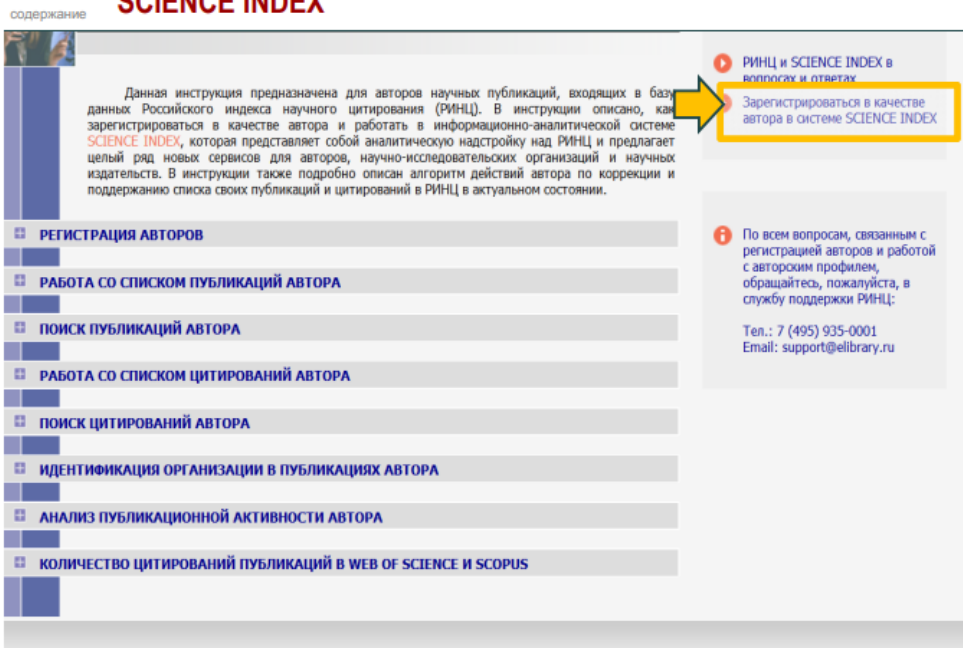 содержание
SCIENCE INDEX
Данная инструкция предназначена для авторов научных публикаций, входящих в базу
данных Российского индекса научного цитирования (РИНЦ). В инструкции описано, как
зарегистрироваться в качестве автора и работать в информационно-аналитической системе
SCIENCE INDEX, которая представляет собой аналитическую надстройку над РИНЦ и предлагает
целый ряд новых сервисов для авторов, научно-исследовательских организаций и научных
издательств. В инструкции также подробно описан алгоритм действий автора по коррекции и
поддержанию списка своих публикаций и цитирований в РИНЦ в актуальном состоянии.
РЕГИСТРАЦИЯ АВТОРОВ
РАБОТА СО СПИСКОМ ПУБЛИКАЦИЙ АВТОРА
ПОИСК ПУБЛИКАЦИЙ АВТОРА
РАБОТА СО СПИСКОМ ЦИТИРОВАНИЙ АВТОРА
ПОИСК ЦИТИРОВАНИЙ АВТОРА
ИДЕНТИФИКАЦИЯ ОРГАНИЗАЦИИ В ПУБЛИКАЦИЯХ АВТОРА
АНАЛИЗ ПУБЛИКАЦИОННОЙ АКТИВНОСТИ АВТОРА
КОЛИЧЕСТВО ЦИТИРОВАНИЙ ПУБЛИКАЦИЙ В WEB OF SCIENCE И SCOPUS
РИНЦ и SCIENCE INDEX в
вопросах и ответах
Зарегистрироваться в качестве
автора в системе SCIENCE INDEX
По всем вопросам, связанным с
регистрацией авторов и работой
с авторским профилем,
обращайтесь, пожалуйста, в
службу поддержки РИНЦ:
Тел.: 7 (495) 935-0001
Email: support@elibrary.ru